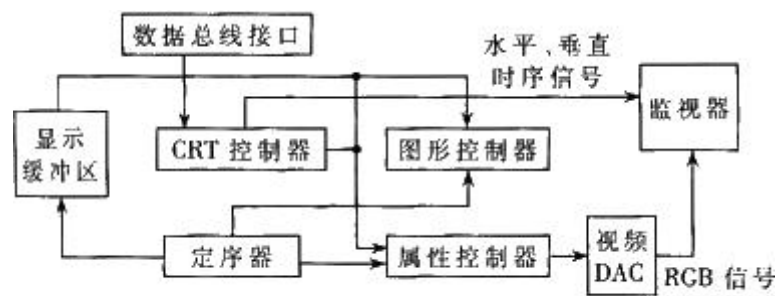 数据总线接口
水平、垂直
时序信号
监视器
显示
缓冲区
CRT 控制器
图形控制器
定序器
属性控制器
视频
DAC
RGB 信号